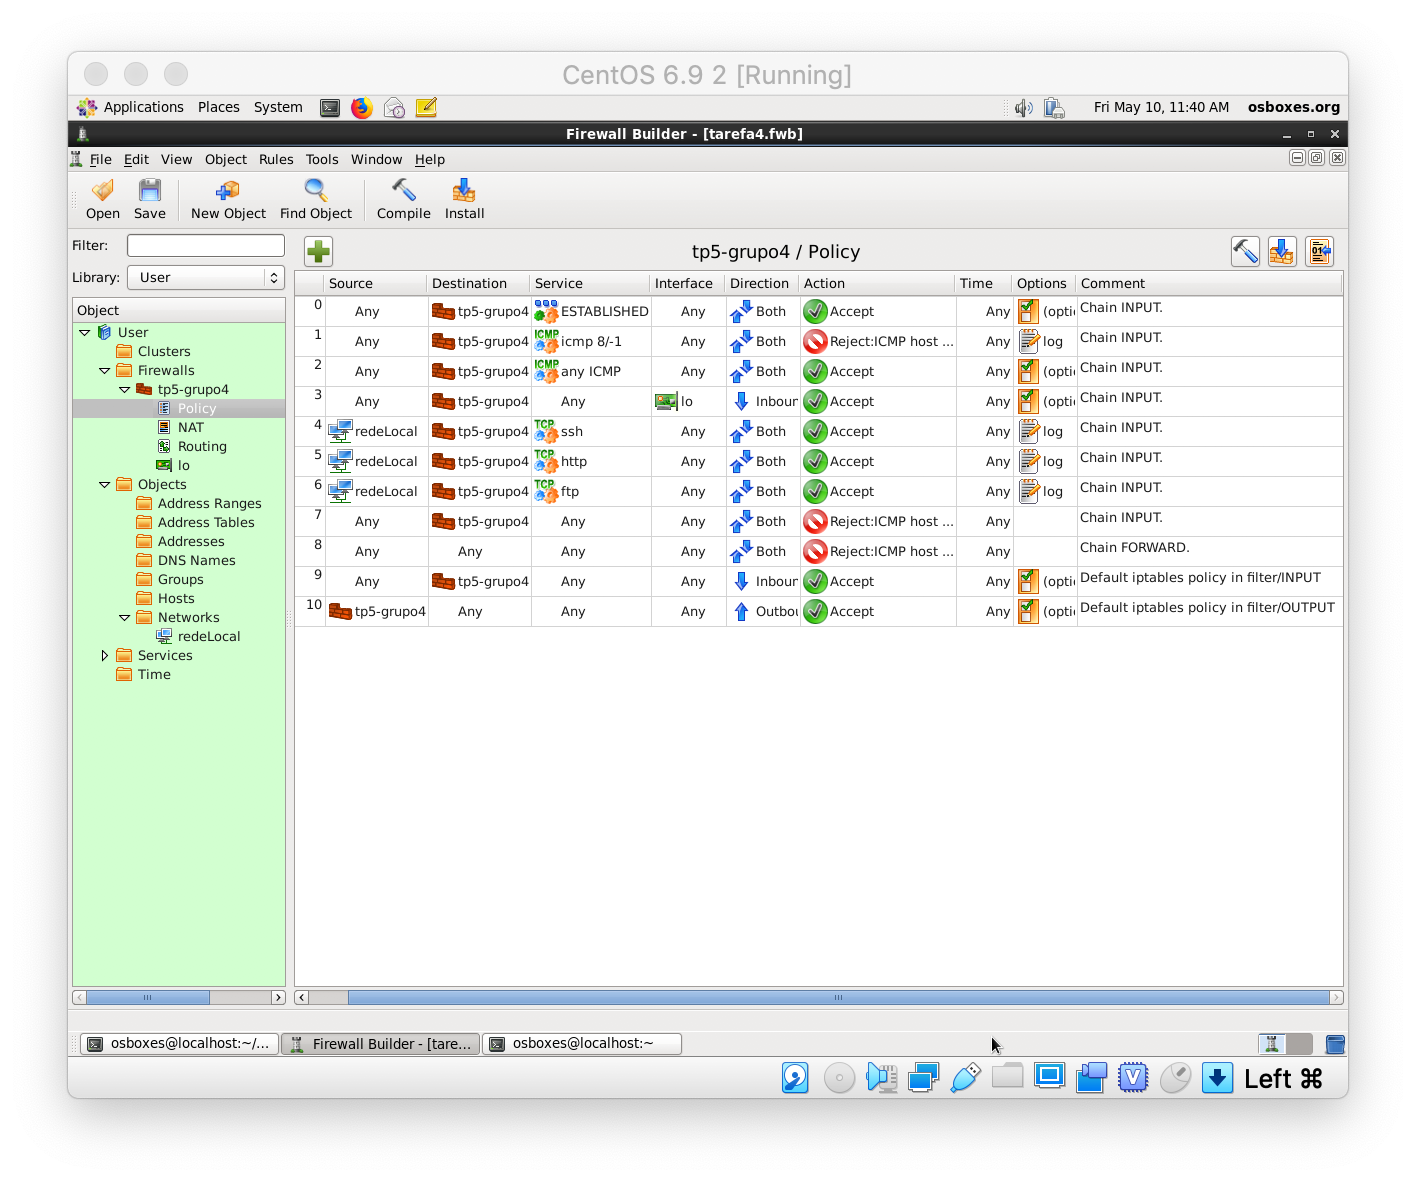 CentOS 6.9 2 [Running]
Applications Places System Fri May 10, 11:40 AM osboxes.org
Firewall Builder - [tarefa4.fwb]
File Edit View Object Rules Tools Window Help
Open Save New Object Find Object Compile Install
Filter:
Library: User
Object
User
Clusters
Firewalls
tp5-grupo4
Policy
NAT
Routing
lo
Objects
Address Ranges
Address Tables
Addresses
DNS Names
Groups
Hosts
Networks
redeLocal
Services
Time
tp5-grupo4 / Policy
Source Destination Service Interface Direction Action Time Options Comment
0 Any tp5-grupo4 ESTABLISHED Any Both Accept Any (opti Chain INPUT.
1 Any tp5-grupo4 ICMP icmp 8/-1 Any Both Reject:ICMP host ... Any log Chain INPUT.
2 Any tp5-grupo4 ICMP any ICMP Any Both Accept Any (opti Chain INPUT.
3 Any tp5-grupo4 Any lo Inbour Accept Any (opti Chain INPUT.
4 redeLocal tp5-grupo4 TCP ssh Any Both Accept Any log Chain INPUT.
5 redeLocal tp5-grupo4 TCP http Any Both Accept Any log Chain INPUT.
6 redeLocal tp5-grupo4 TCP ftp Any Both Accept Any log Chain INPUT.
7 Any tp5-grupo4 Any Any Both Reject:ICMP host ... Any Chain INPUT.
8 Any Any Any Any Both Reject:ICMP host ... Any Chain FORWARD.
9 Any tp5-grupo4 Any Any Inbour Accept Any (opti Default iptables policy in filter/INPUT
10 tp5-grupo4 Any Any Any Outbou Accept Any (opti Default iptables policy in filter/OUTPUT
osboxes@localhost:~/... Firewall Builder - [tare... osboxes@localhost:~
Left ⌘